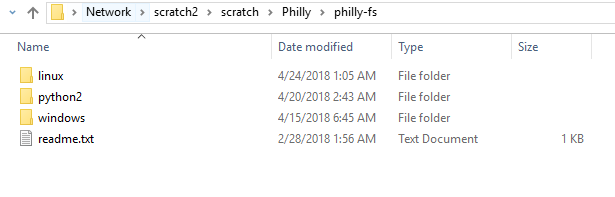 Network > scratch2 > scratch > Philly > philly-fs
Name Date modified Type Size
linux 4/24/2018 1:05 AM File folder
python2 4/20/2018 2:43 AM File folder
windows 4/15/2018 6:45 AM File folder
readme.txt 2/28/2018 1:56 AM Text Document 1 KB